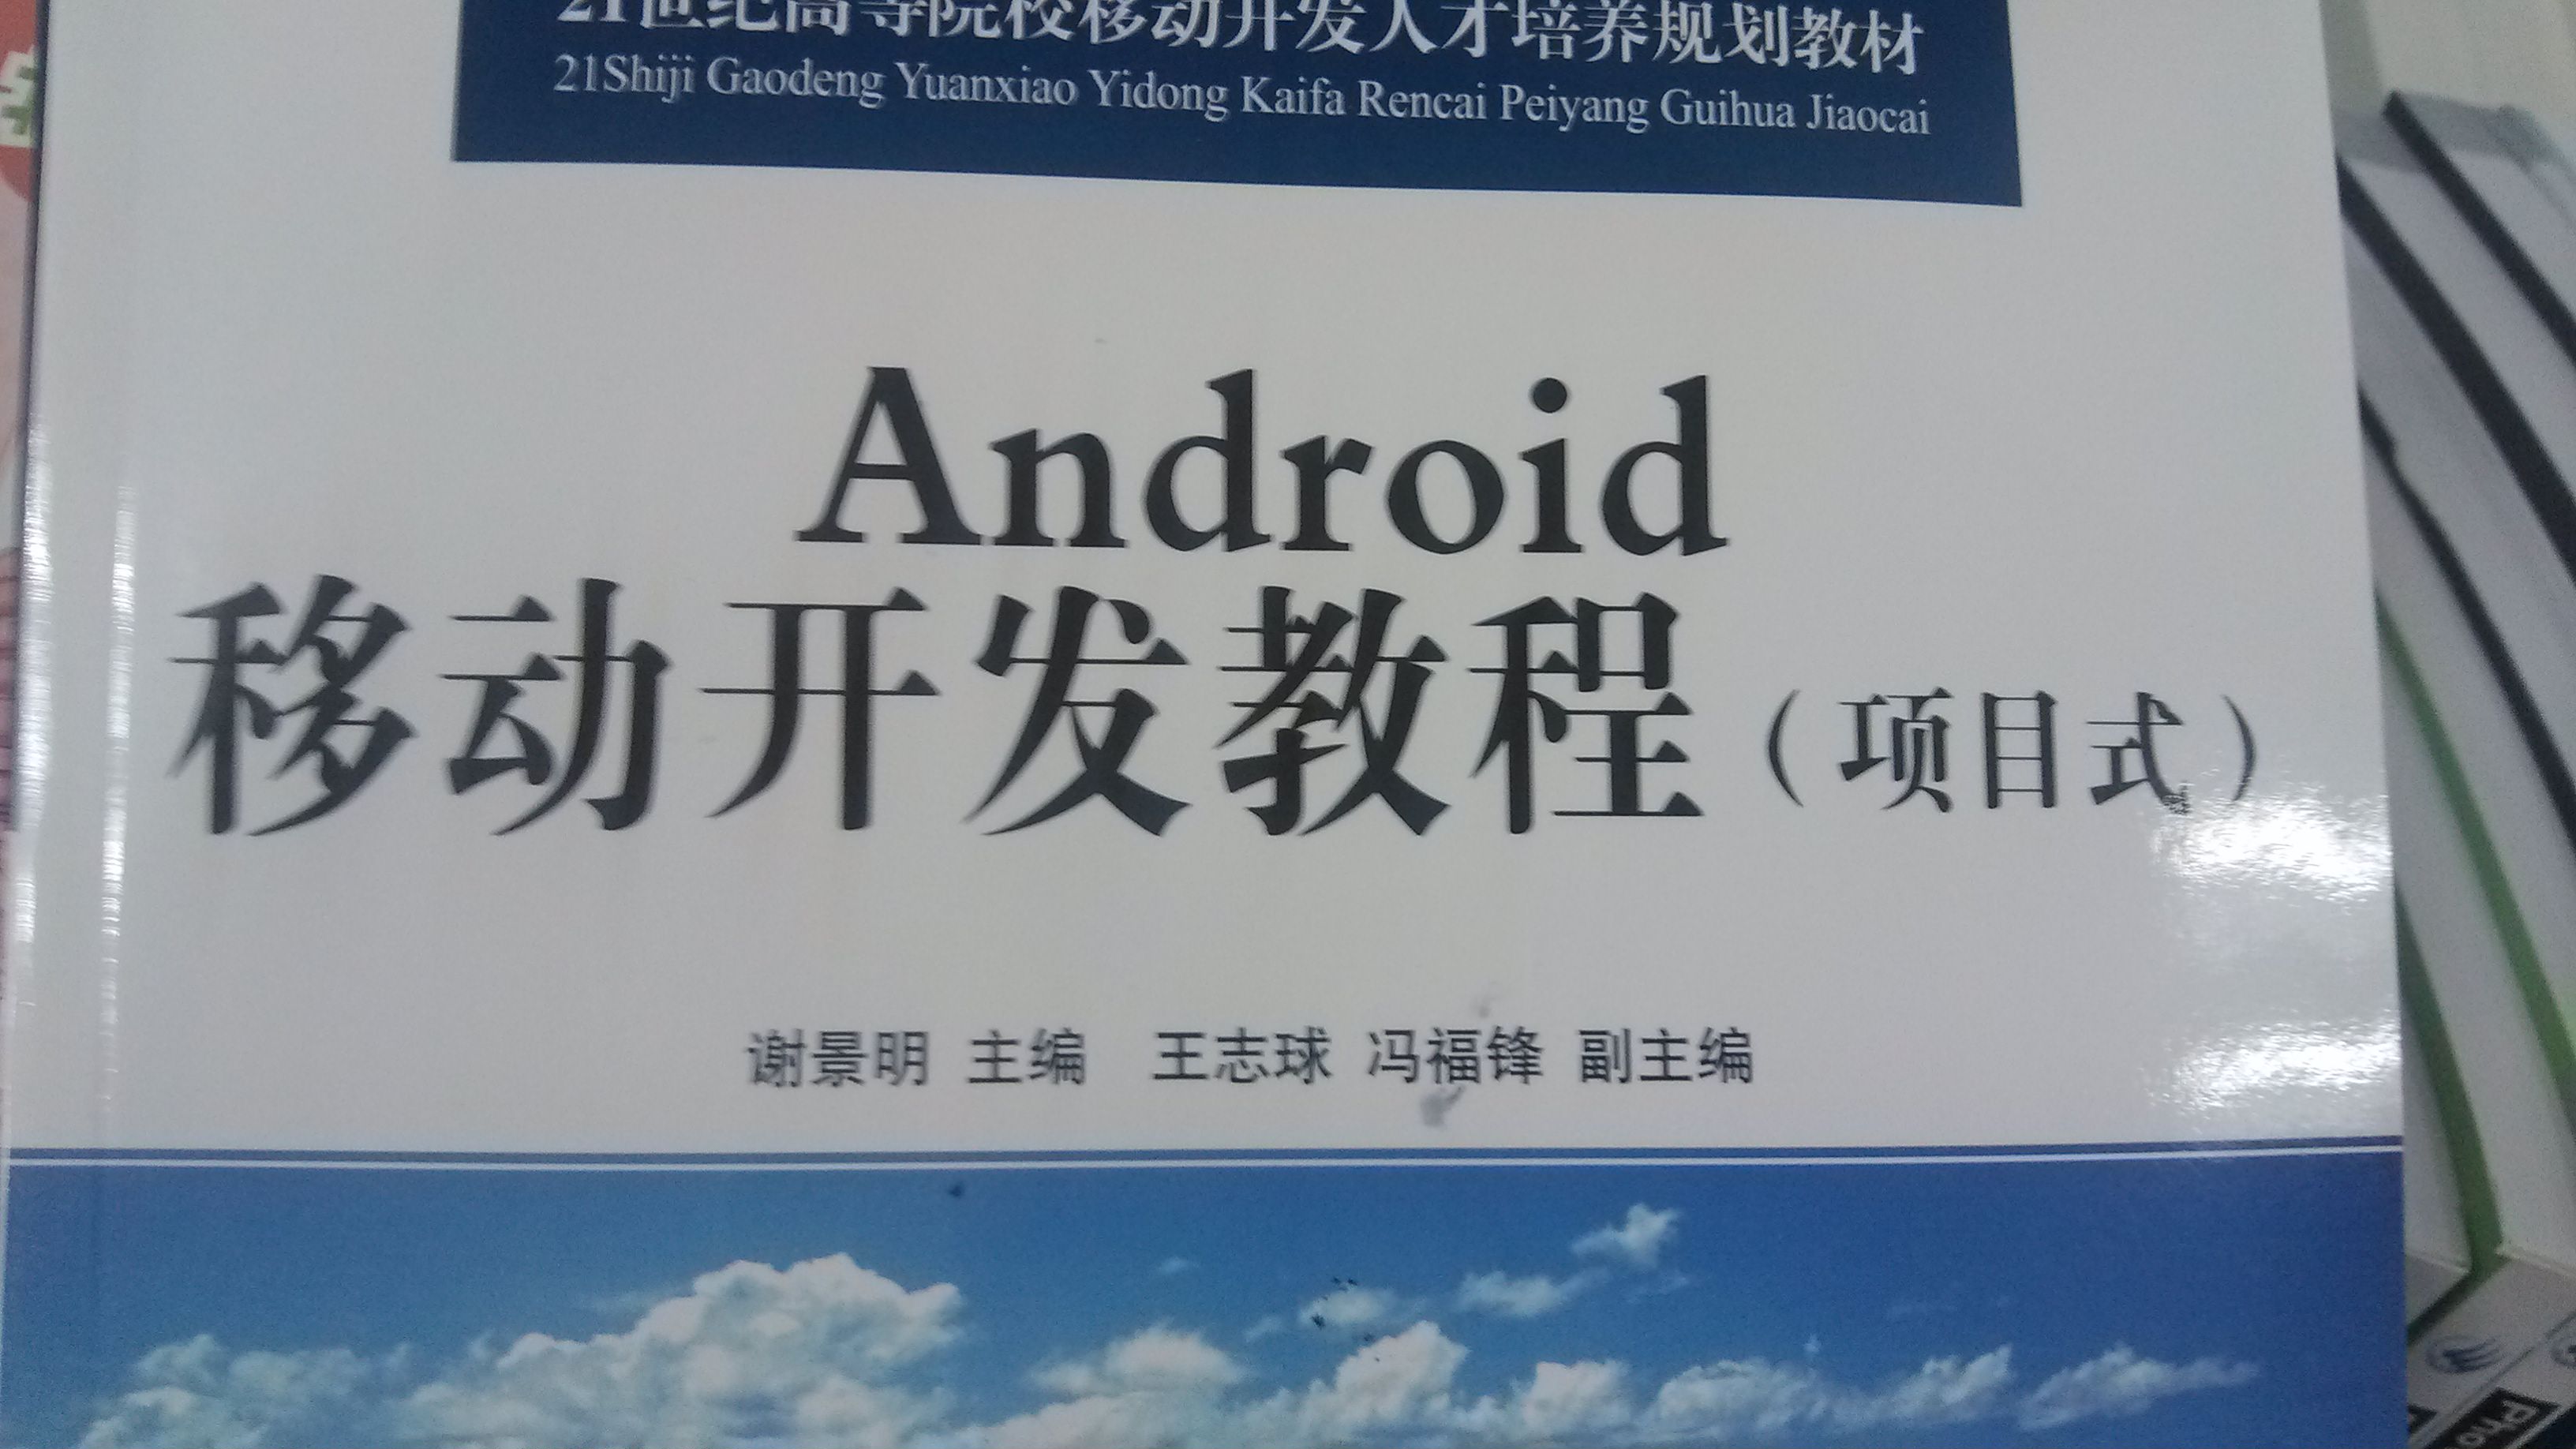 21世纪高等院校移动开发人才培养规划教材
21Shiji Gaodeng Yuanxiao Yidong Kaifa Rencai Peiyang Guihua Jiaocai
Android
移动开发教程（项目式）
谢景明 主编 王志球 冯福锋 副主编